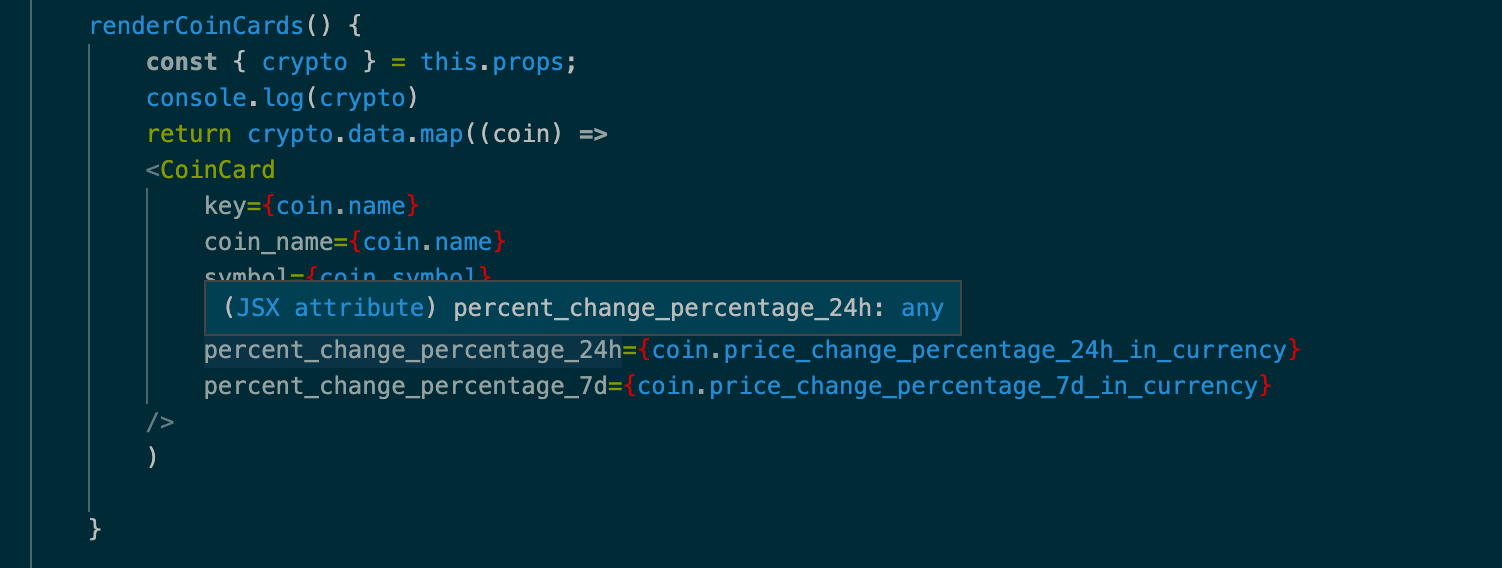 renderCoinCards() {
const { crypto } = this.props;
console.log(crypto)
return crypto.data.map((coin) =>
<CoinCard
key={coin.name}
coin_name={coin.name}
symbol={coin.symbol}
(JSX attribute) percent_change_percentage_24h: any
percent_change_percentage_24h={coin.price_change_percentage_24h_in_currency}
percent_change_percentage_7d={coin.price_change_percentage_7d_in_currency}
/>
)
}